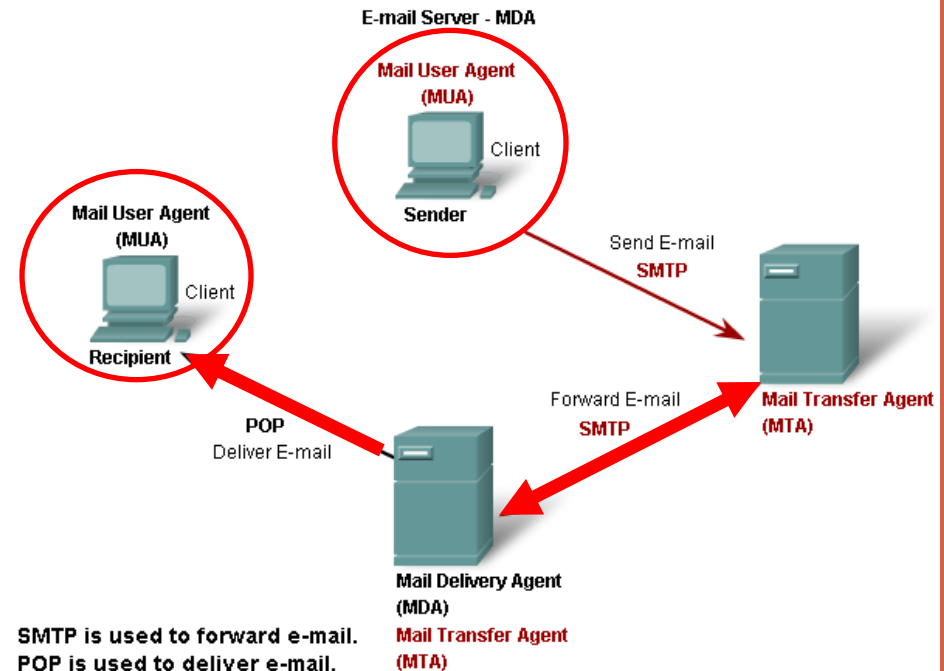 E-mail Server - MDA
Mail User Agent
(MUA)
Client
Sender
Mail User Agent
(MUA)
Client
Recipient
Send E-mail
SMTP
Forward E-mail
SMTP
Mail Transfer Agent
(MTA)
POP
Deliver E-mail
Mail Delivery Agent
(MDA)
Mail Transfer Agent
(MTA)
SMTP is used to forward e-mail.
POP is used to deliver e-mail.